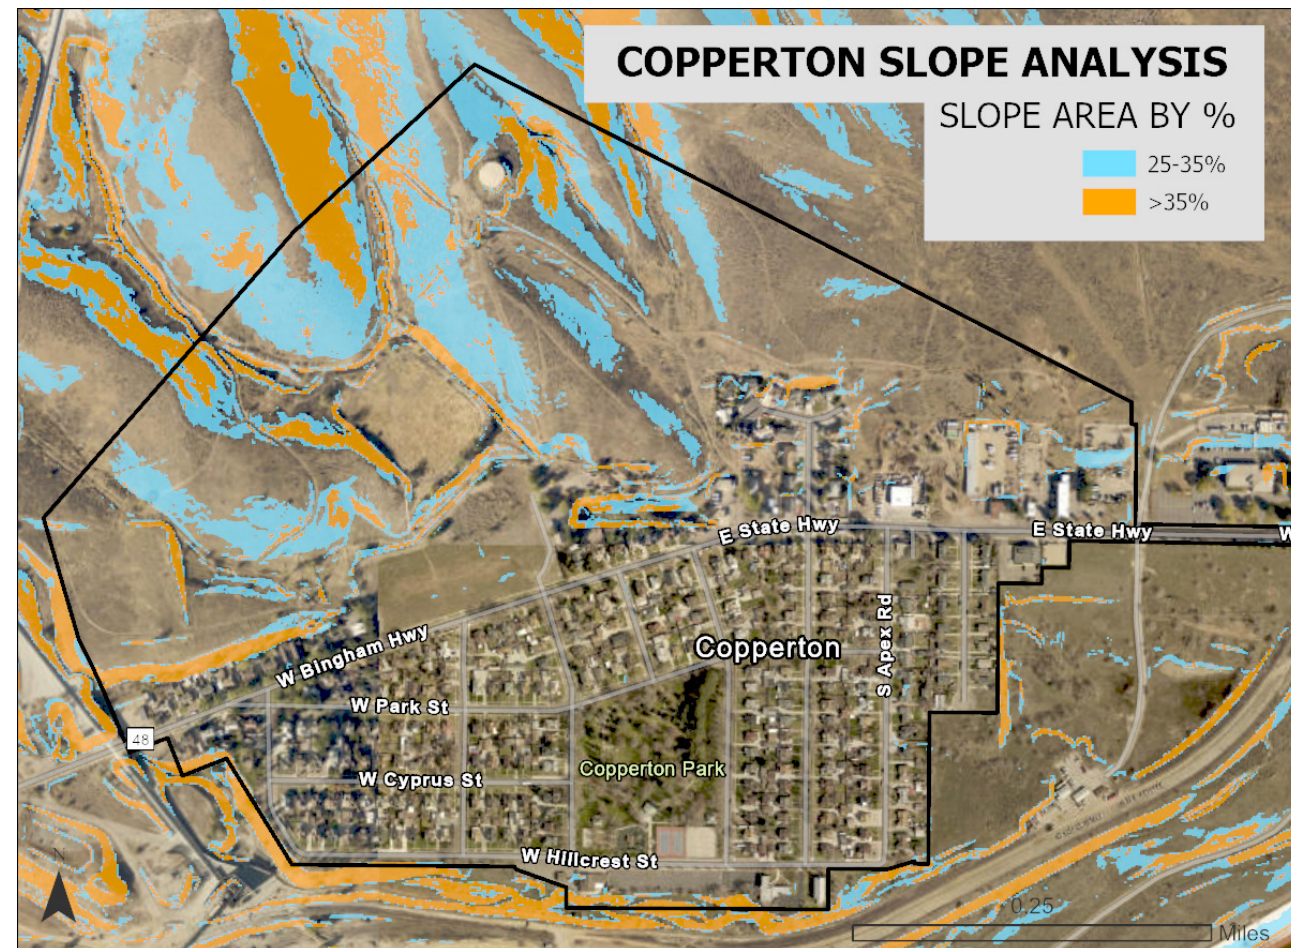 COPPERTON SLOPE ANALYSIS
SLOPE AREA BY %
25-35%
>35%
E State Hwy
E State Hwy
W
W Bingham Hwy
Copperton
S Apex Rd
W Park St
48
Copperton Park
W Cyprus St
W Hillcrest St
N
0.25
Miles